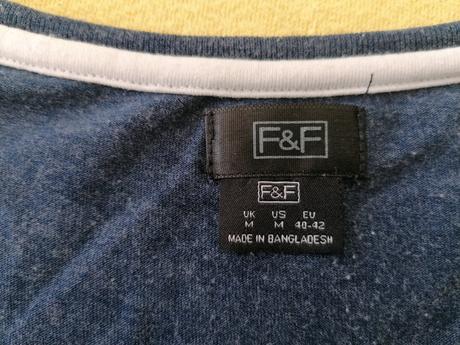 F&F
F&F
UK US EU
M M 40-42
MADE IN BANGLADESH